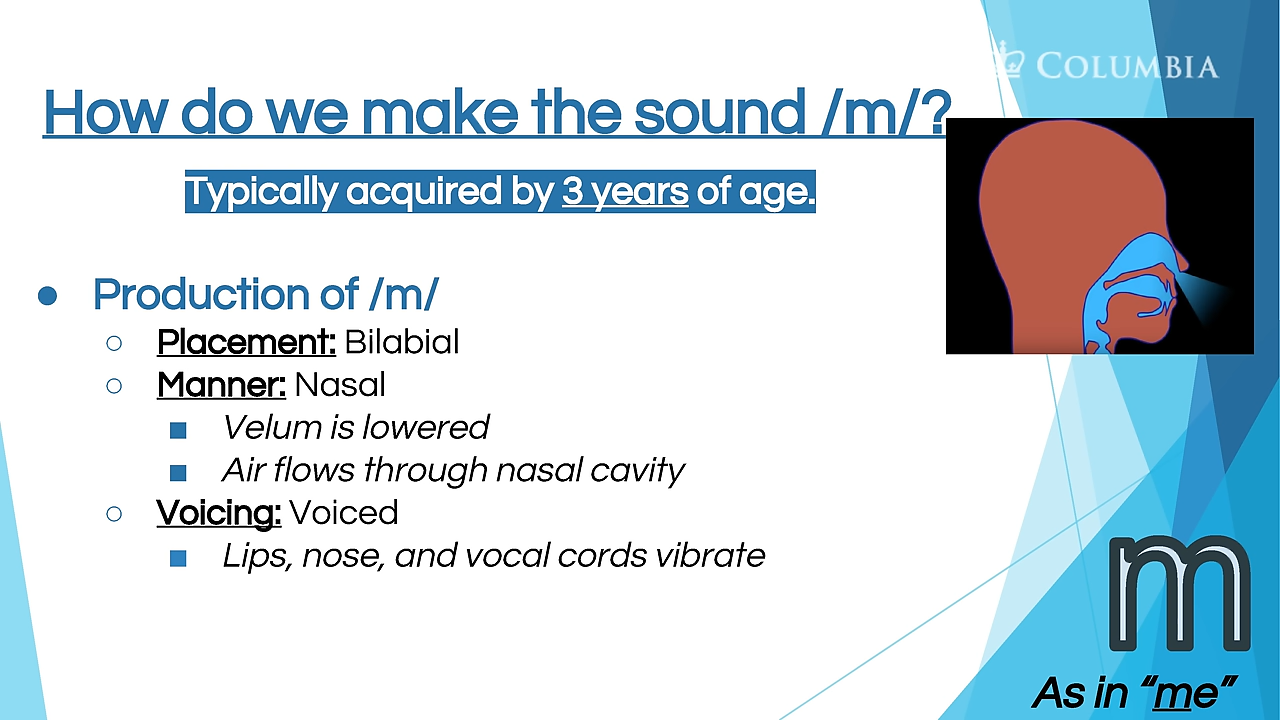 COLUMBIA
How do we make the sound /m/?
Typically acquired by 3 years of age.
● Production of /m/
○ Placement: Bilabial
○ Manner: Nasal
■ Velum is lowered
■ Air flows through nasal cavity
○ Voicing: Voiced
■ Lips, nose, and vocal cords vibrate
m
As in “me”